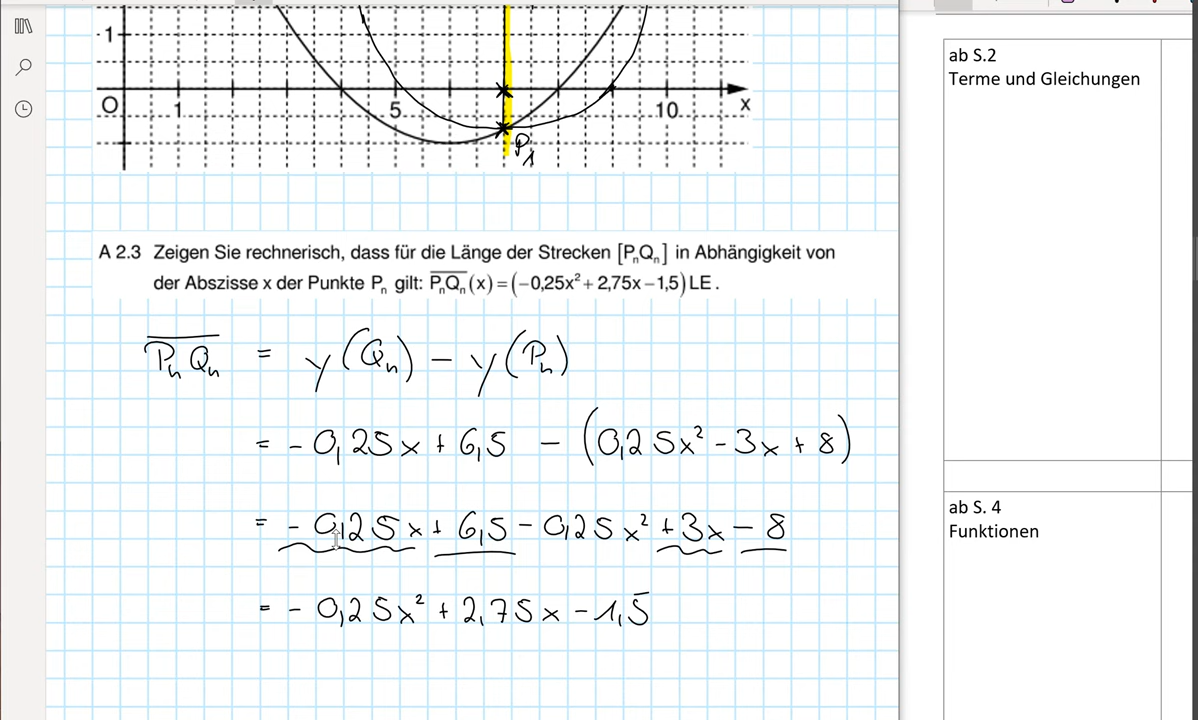 1
O 1 5 10 x
P₁
A 2.3 Zeigen Sie rechnerisch, dass für die Länge der Strecken [PₙQₙ] in Abhängigkeit von
der Abszisse x der Punkte Pₙ gilt: P̅ₙQ̅ₙ(x) = (−0,25x² + 2,75x − 1,5) LE.
P̅ₙQ̅ₙ = y(Qₙ) − y(Pₙ)
= − 0,25x + 6,5 − (0,25x² − 3x + 8)
= − 0,25x + 6,5 − 0,25x² + 3x − 8
= − 0,25x² + 2,75x − 1,5
ab S.2
Terme und Gleichungen
ab S. 4
Funktionen